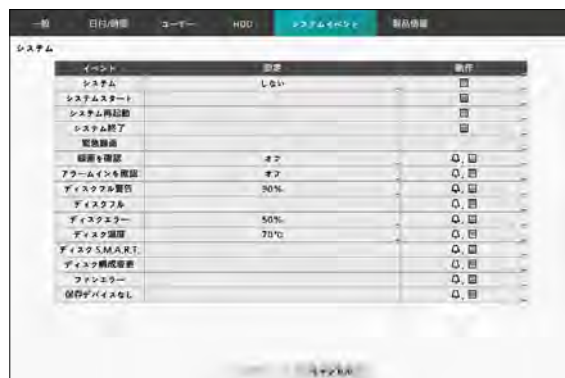 一般 日付/時間 ユーザー HDD システムイベント 製品情報
システム
イベント 設定 動作
システム しない
システムスタート
システム再起動
システム終了
緊急録画
録画を確認 オフ
アラームインを確認 オフ
ディスクフル警告 90%
ディスクフル
ディスクエラー 50%
ディスク温度 70℃
ディスク S.M.A.R.T.
ディスク構成変更
ファンエラー
保存デバイスなし
キャンセル